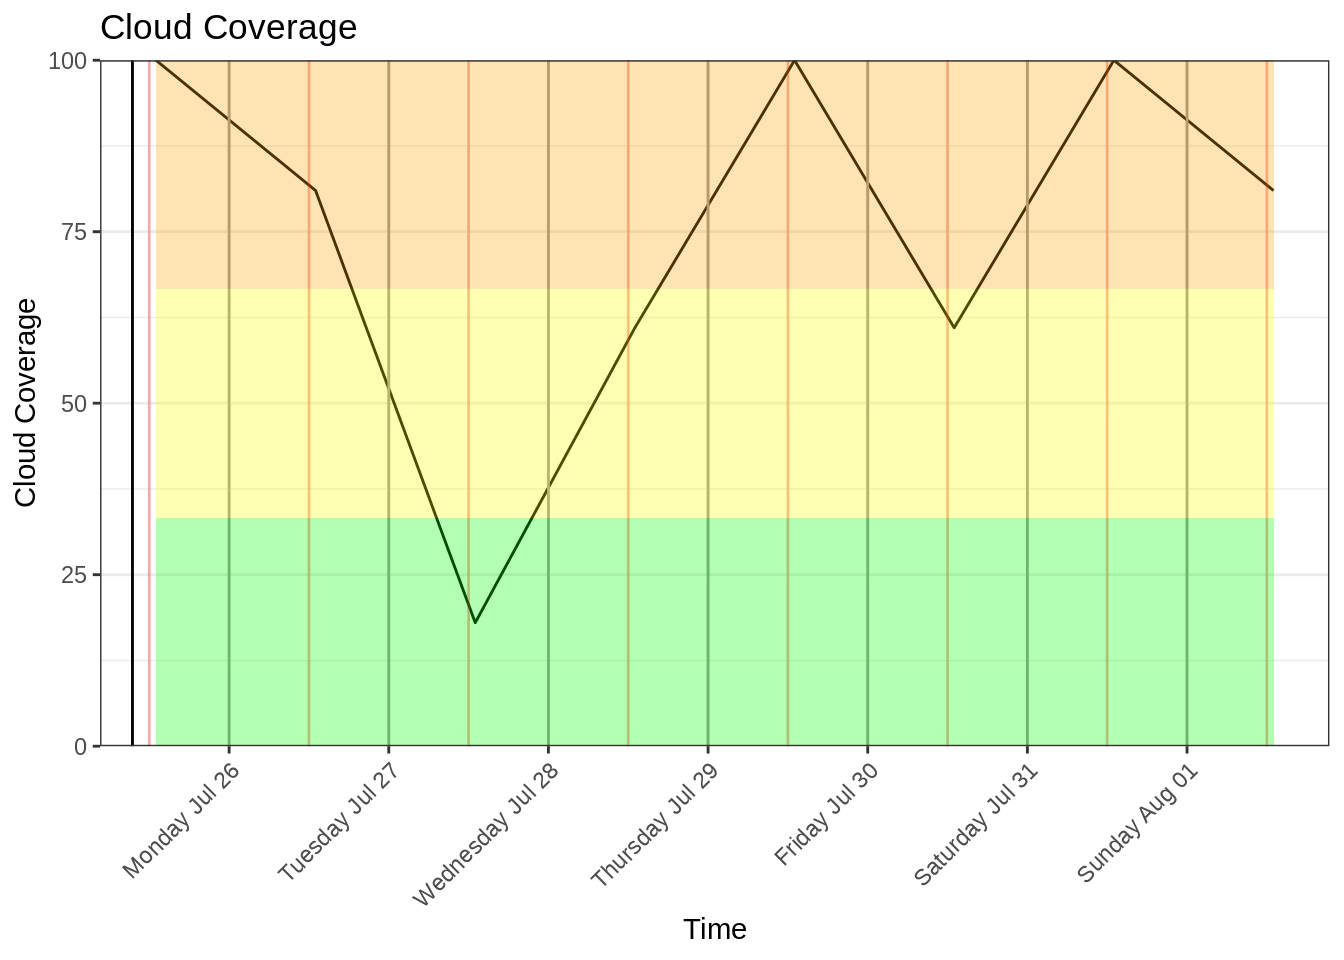 Cloud Coverage
100
75
50
25
0
Cloud Coverage
Monday Jul 26
Tuesday Jul 27
Wednesday Jul 28
Thursday Jul 29
Friday Jul 30
Saturday Jul 31
Sunday Aug 01
Time